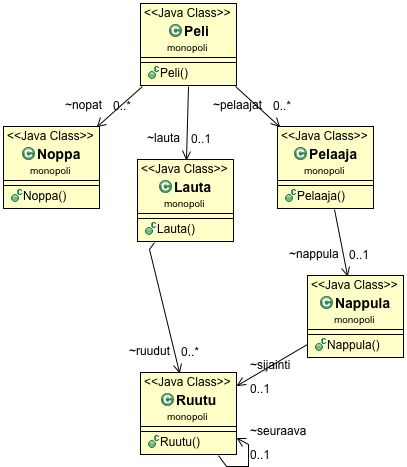 <<Java Class>>
Peli
monopoli
Peli()
~nopat 0..*
~lauta 0..1
~pelaajat 0..*
<<Java Class>>
Noppa
monopoli
Noppa()
<<Java Class>>
Lauta
monopoli
Lauta()
<<Java Class>>
Pelaaja
monopoli
Pelaaja()
~nappula 0..1
<<Java Class>>
Nappula
monopoli
Nappula()
~ruudut 0..*
~sijainti
0..1
<<Java Class>>
Ruutu
monopoli
Ruutu()
~seuraava
0..1